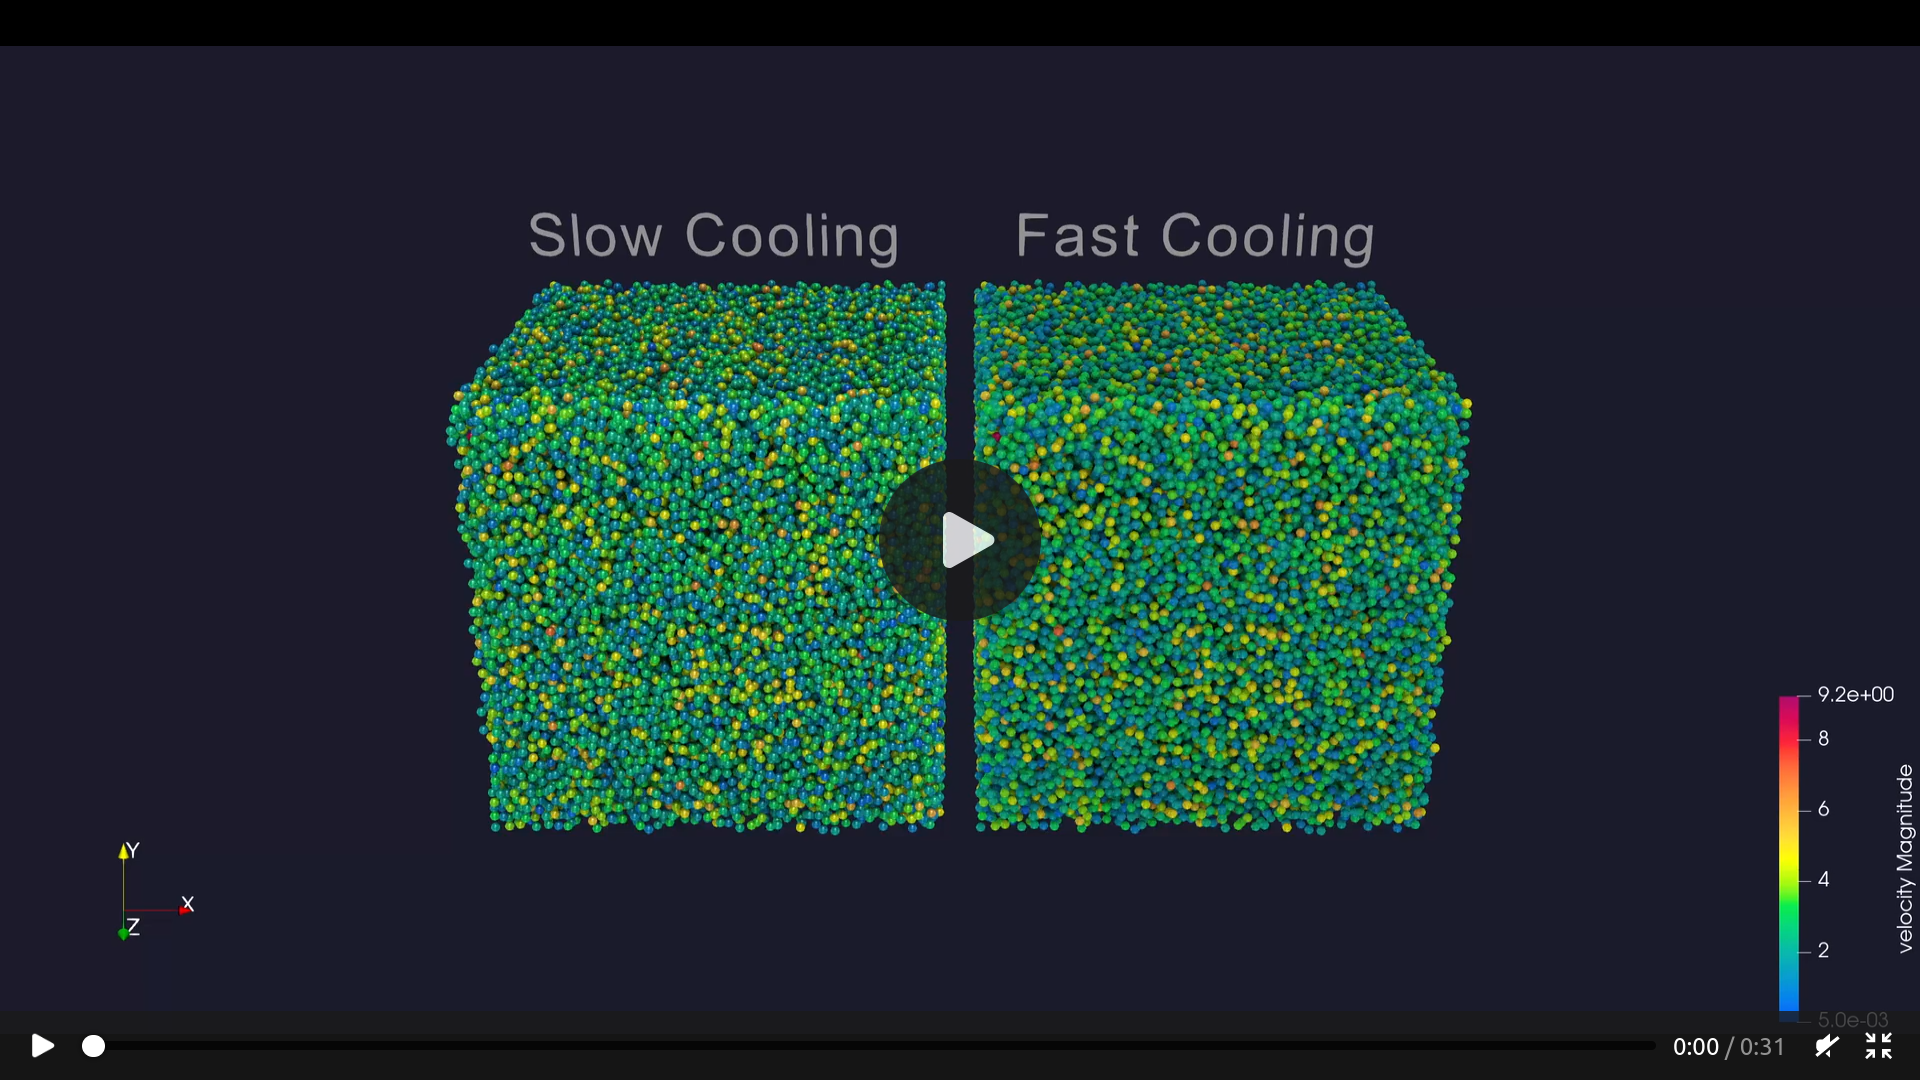 Slow Cooling
Fast Cooling
9.2e+00
8
6
4
2
5.0e-03
velocity Magnitude
Y
X
Z
0:00 / 0:31